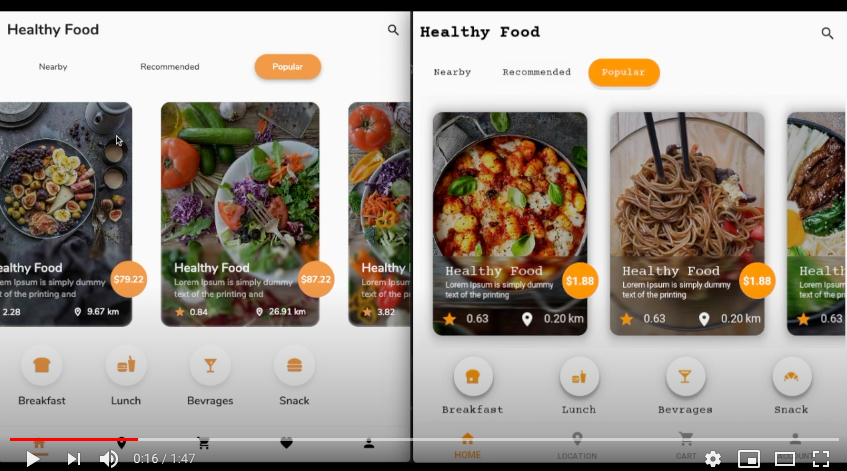 Healthy Food
Nearby Recommended Popular
ealthy Food
em Ipsum is simply dummy
t of the printing and
$79.22
2.28 9.67 km
Healthy Food
Lorem Ipsum is simply dummy
text of the printing and
$87.22
0.84 26.91 km
Healthy
Lorem Ips
text of the p
3.82
Breakfast Lunch Bevrages Snack
Healthy Food
Nearby Recommended Popular
Healthy Food
Lorem Ipsum is simply dummy
text of the printing
$1.88
0.63 0.20 km
Healthy Food
Lorem Ipsum is simply dummy
text of the printing
$1.88
0.63 0.20 km
Healt
Lorem Ips
text of the
0.63
Breakfast Lunch Bevrages Snack
HOME LOCATION CART
0:16 / 1:47